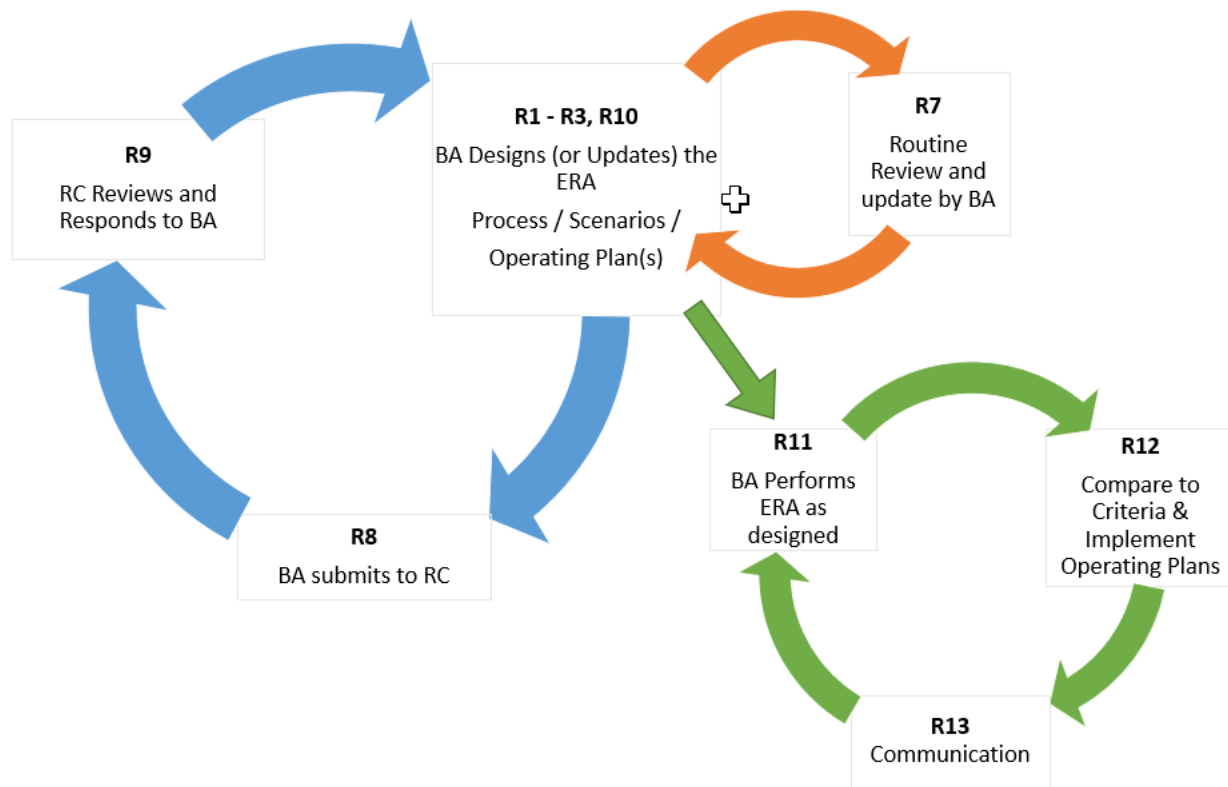 R1 - R3, R10
BA Designs (or Updates) the
ERA
Process / Scenarios /
Operating Plan(s)
R7
Routine
Review and
update by BA
R9
RC Reviews and
Responds to BA
R8
BA submits to RC
R11
BA Performs
ERA as
designed
R12
Compare to
Criteria &
Implement
Operating Plans
R13
Communication